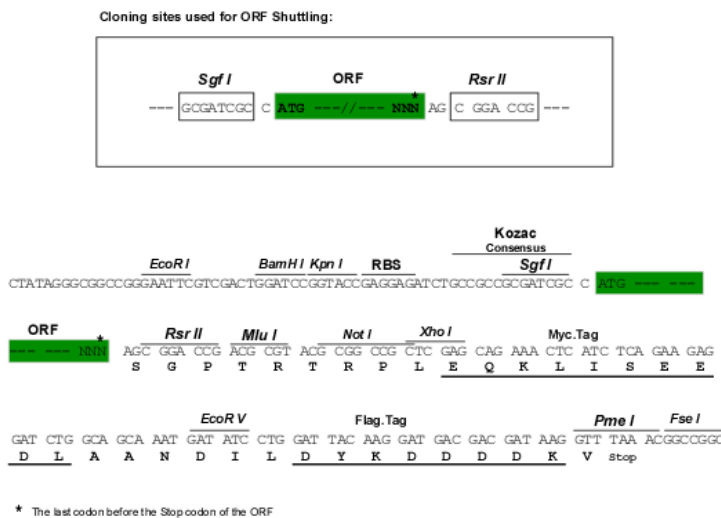 Cloning sites used for ORF Shuttling:
Sgf I ORF Rsr II
*
--- GCGATCGC C ATG ---//--- NNN AG C GGA CCG ---
Kozac
Consensus
EcoR I BamH I Kpn I RBS Sgf I
CTATAGGGCGGCCGGGAATTCGTCGACTGGATCCGGTACCGAGGAGATCTGCCGCCGCGATCGC C ATG --- ---
ORF * Rsr II Mlu I Not I Xho I Myc.Tag
--- --- NNN AGC GGA CCG ACG CGT ACG CGG CCG CTC GAG CAG AAA CTC ATC TCA GAA GAG
S G P T R T R P L E Q K L I S E E
EcoR V Flag.Tag Pme I Fse I
GAT CTG GCA GCA AAT GAT ATC CTG GAT TAC AAG GAT GAC GAC GAT AAG GTT TAA ACGGCCGGC
D L A A N D I L D Y K D D D D K V Stop
* The last codon before the Stop codon of the ORF